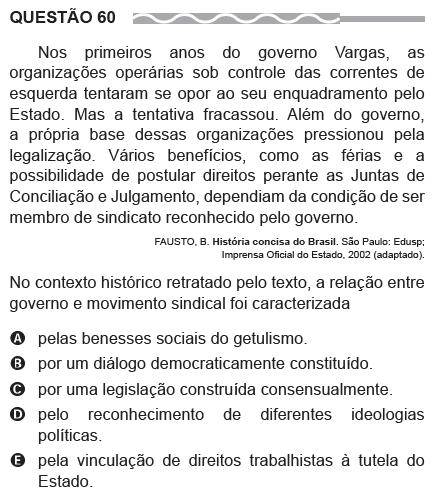 QUESTÃO 60
Nos primeiros anos do governo Vargas, as
organizações operárias sob controle das correntes de
esquerda tentaram se opor ao seu enquadramento pelo
Estado. Mas a tentativa fracassou. Além do governo,
a própria base dessas organizações pressionou pela
legalização. Vários benefícios, como as férias e a
possibilidade de postular direitos perante as Juntas de
Conciliação e Julgamento, dependiam da condição de ser
membro de sindicato reconhecido pelo governo.
FAUSTO, B. História concisa do Brasil. São Paulo: Edusp;
Imprensa Oficial do Estado, 2002 (adaptado).
No contexto histórico retratado pelo texto, a relação entre
governo e movimento sindical foi caracterizada
A pelas benesses sociais do getulismo.
B por um diálogo democraticamente constituído.
C por uma legislação construída consensualmente.
D pelo reconhecimento de diferentes ideologias
políticas.
E pela vinculação de direitos trabalhistas à tutela do
Estado.